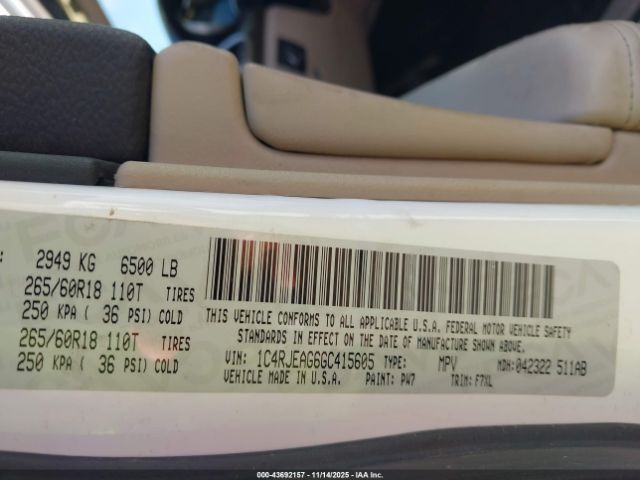 2949 KG 6500 LB
265/60R18 110T TIRES
250 KPA ( 36 PSI) COLD
265/60R18 110T TIRES
250 KPA ( 36 PSI) COLD
THIS VEHICLE CONFORMS TO ALL APPLICABLE U.S.A. FEDERAL MOTOR VEHICLE SAFETY
STANDARDS IN EFFECT ON THE DATE OF MANUFACTURE SHOWN ABOVE.
VIN: 1C4RJEAG6GC415605 TYPE: MPV MDH: 042322 511AB
VEHICLE MADE IN U.S.A. PAINT: PW7 TRIM: F7XL
00-43692157 - 11/14/2025 - IAA Inc.